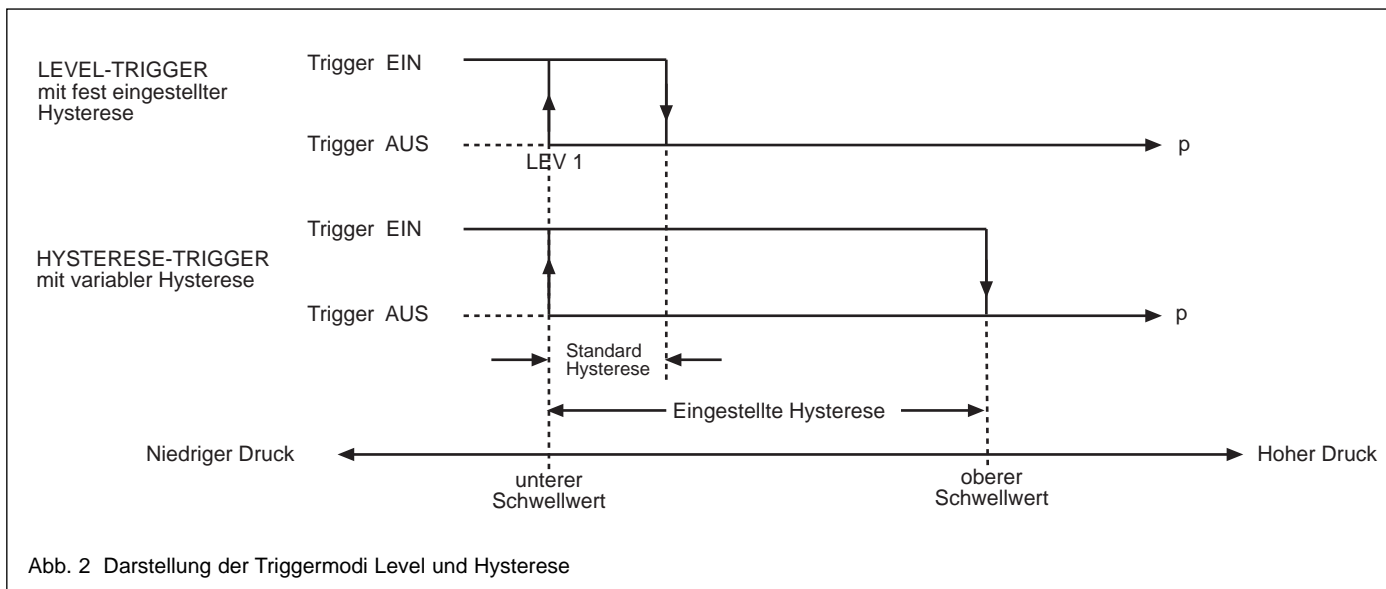 LEVEL-TRIGGER
mit fest eingestellter
Hysterese
Trigger EIN
Trigger AUS
LEV 1
p
HYSTERESE-TRIGGER
mit variabler Hysterese
Trigger EIN
Trigger AUS
p
Standard
Hysterese
Eingestellte Hysterese
Niedriger Druck
Hoher Druck
unterer
Schwellwert
oberer
Schwellwert
Abb. 2 Darstellung der Triggermodi Level und Hysterese